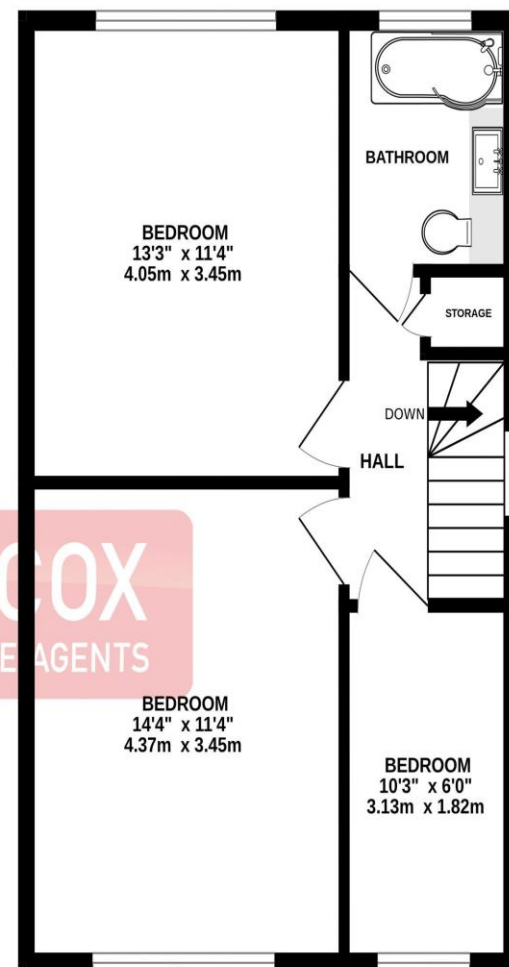 BATHROOM
BEDROOM
13'3" x 11'4"
4.05m x 3.45m
STORAGE
DOWN
HALL
COX
E AGENTS
BEDROOM
14'4" x 11'4"
4.37m x 3.45m
BEDROOM
10'3" x 6'0"
3.13m x 1.82m